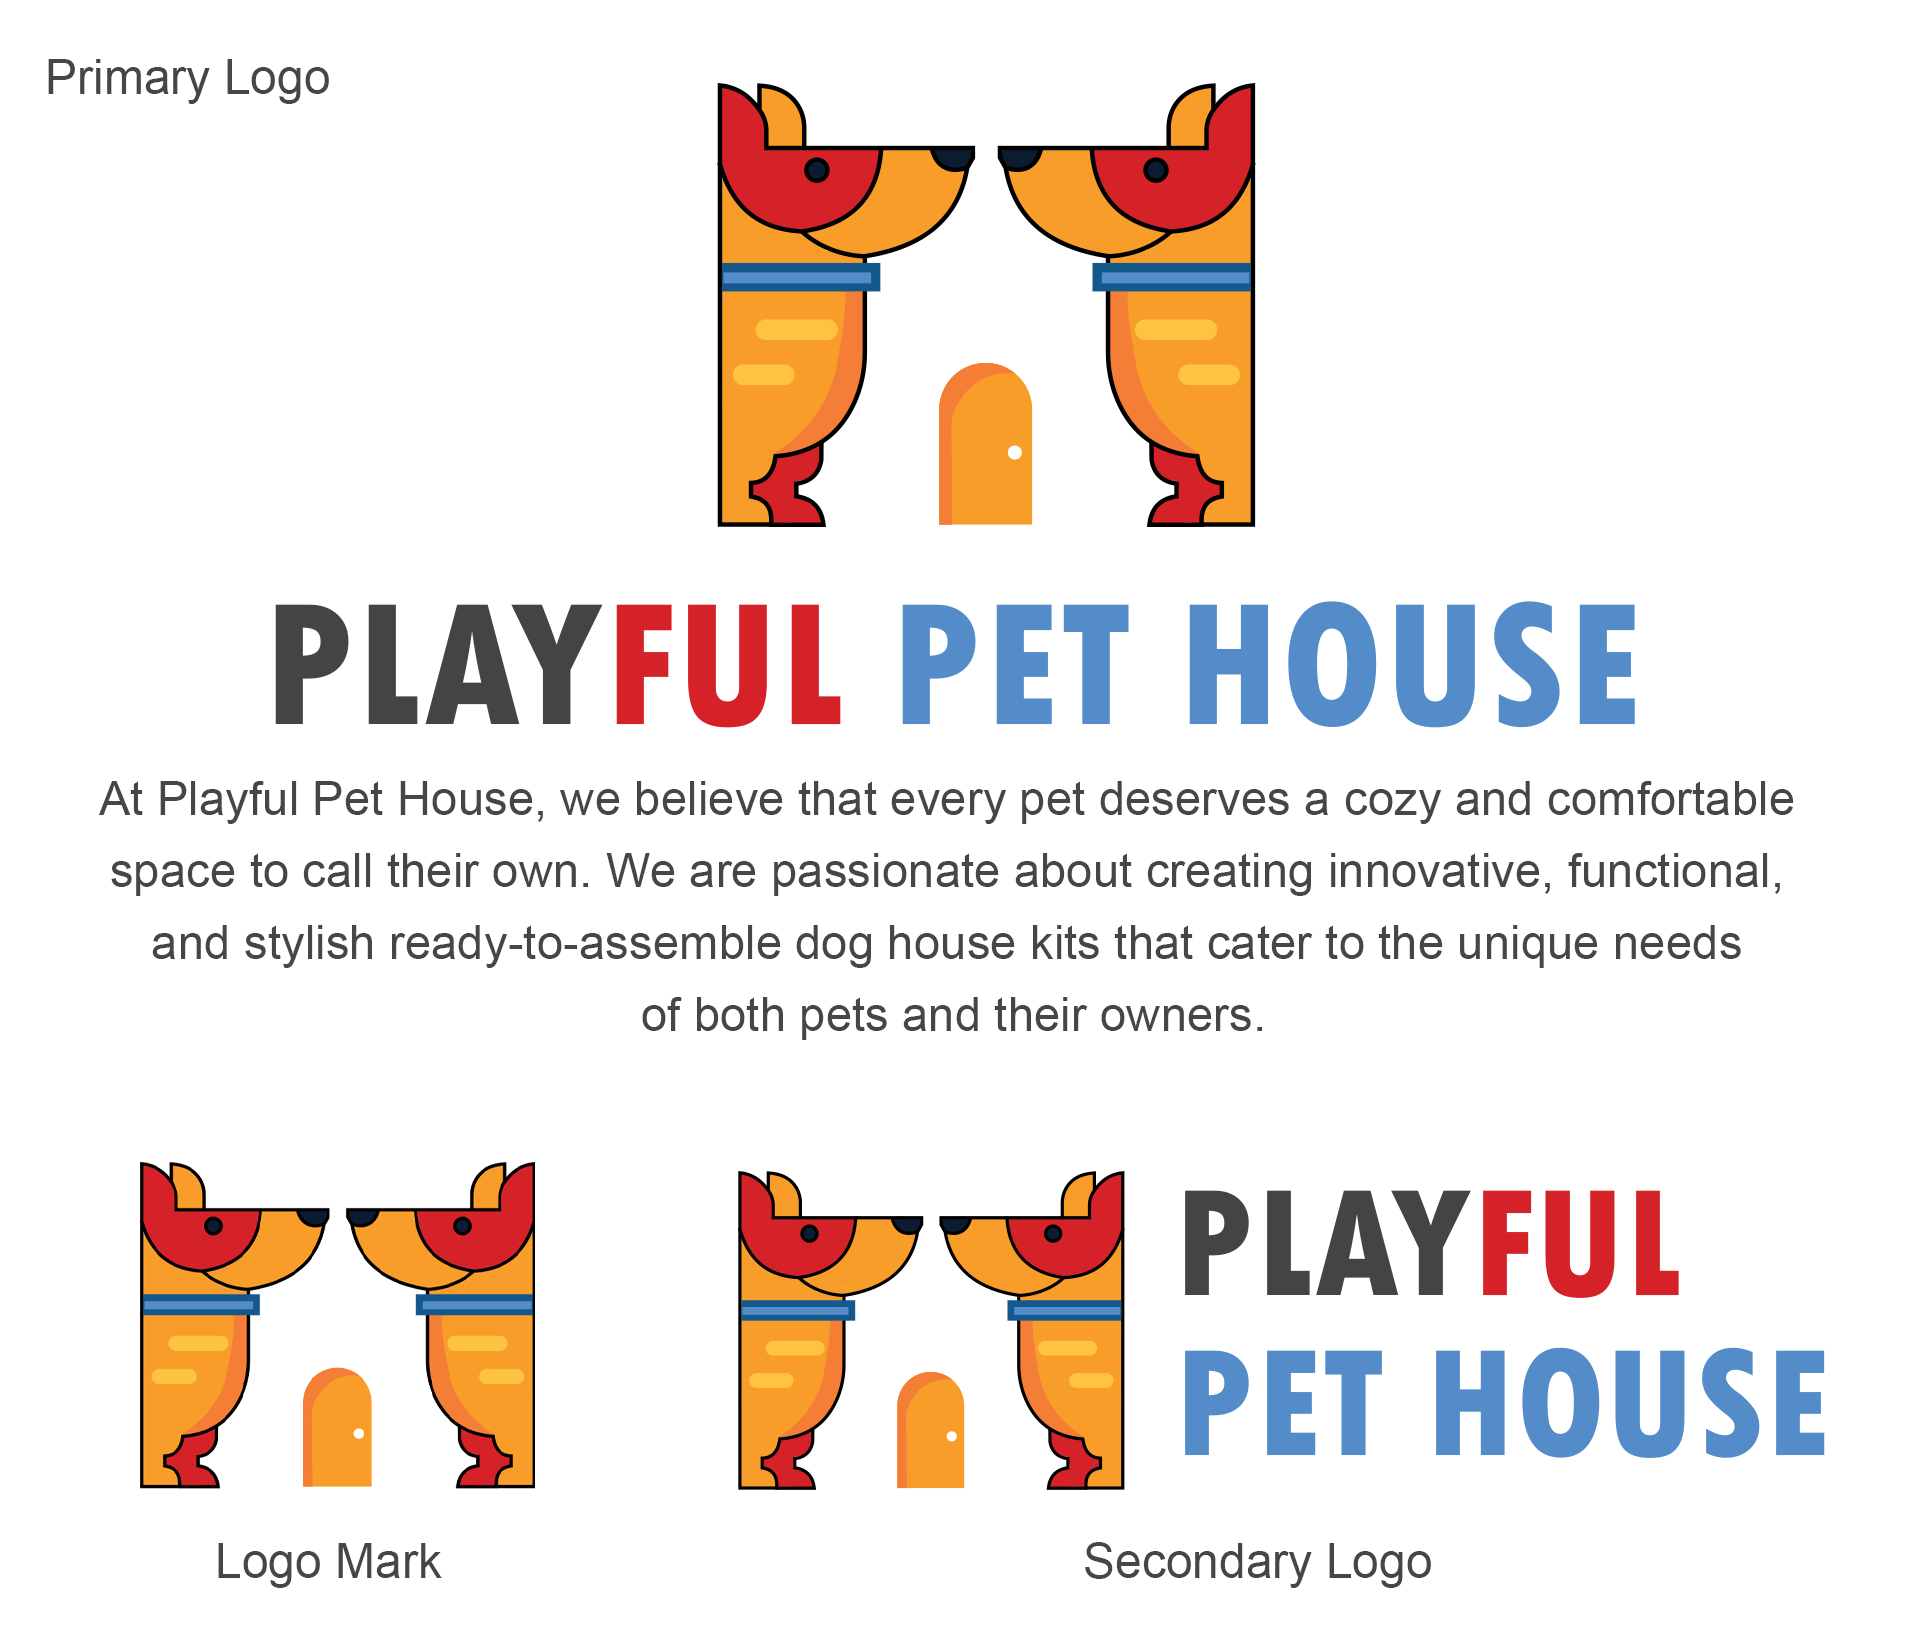 Primary Logo
PLAYFUL PET HOUSE
At Playful Pet House, we believe that every pet deserves a cozy and comfortable
space to call their own. We are passionate about creating innovative, functional,
and stylish ready-to-assemble dog house kits that cater to the unique needs
of both pets and their owners.
PLAYFUL
PET HOUSE
Logo Mark
Secondary Logo